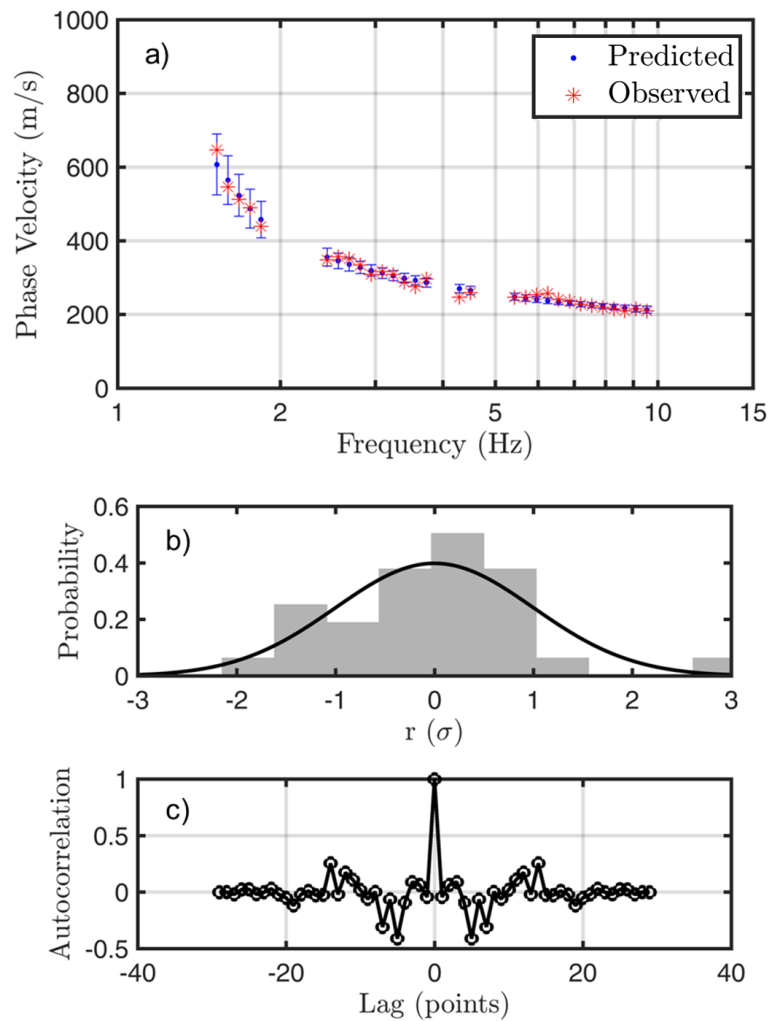 1000
800
600
400
200
0
Phase Velocity (m/s)
a)
Predicted
Observed
1 2 5 10 15
Frequency (Hz)
0.6
0.4
0.2
0
Probability
b)
-3 -2 -1 0 1 2 3
r (σ)
1
0.5
0
-0.5
Autocorrelation
c)
-40 -20 0 20 40
Lag (points)